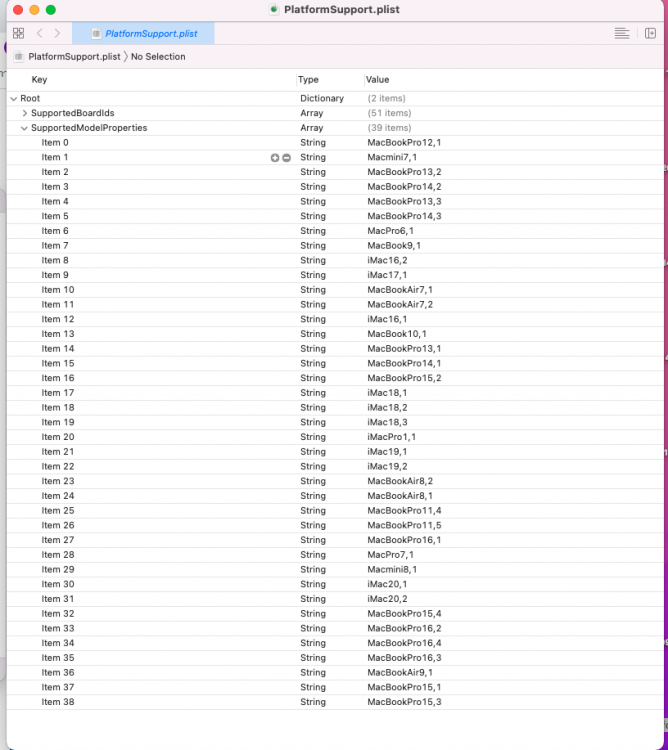 PlatformSupport.plist
PlatformSupport.plist
PlatformSupport.plist 〉 No Selection
Key Type Value
Root Dictionary (2 items)
SupportedBoardIds Array (51 items)
SupportedModelProperties Array (39 items)
Item 0 String MacBookPro12,1
Item 1 String Macmini7,1
Item 2 String MacBookPro13,2
Item 3 String MacBookPro14,2
Item 4 String MacBookPro13,3
Item 5 String MacBookPro14,3
Item 6 String MacPro6,1
Item 7 String MacBook9,1
Item 8 String iMac16,2
Item 9 String iMac17,1
Item 10 String MacBookAir7,1
Item 11 String MacBookAir7,2
Item 12 String iMac16,1
Item 13 String MacBook10,1
Item 14 String MacBookPro13,1
Item 15 String MacBookPro14,1
Item 16 String MacBookPro15,2
Item 17 String iMac18,1
Item 18 String iMac18,2
Item 19 String iMac18,3
Item 20 String iMacPro1,1
Item 21 String iMac19,1
Item 22 String iMac19,2
Item 23 String MacBookAir8,2
Item 24 String MacBookAir8,1
Item 25 String MacBookPro11,4
Item 26 String MacBookPro11,5
Item 27 String MacBookPro16,1
Item 28 String MacPro7,1
Item 29 String Macmini8,1
Item 30 String iMac20,1
Item 31 String iMac20,2
Item 32 String MacBookPro15,4
Item 33 String MacBookPro16,2
Item 34 String MacBookPro16,4
Item 35 String MacBookPro16,3
Item 36 String MacBookAir9,1
Item 37 String MacBookPro15,1
Item 38 String MacBookPro15,3